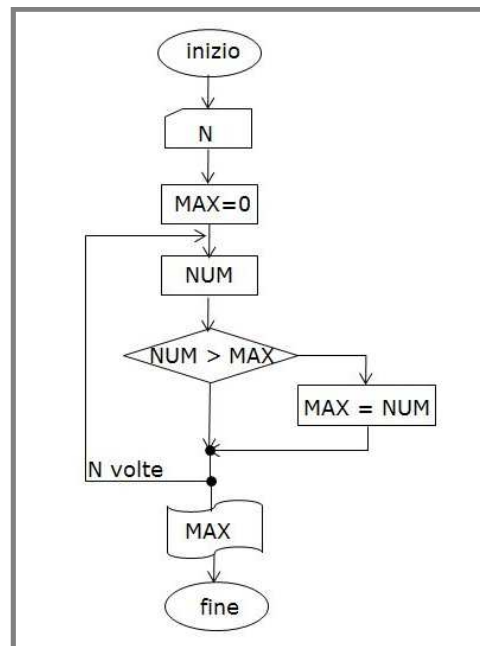 inizio
N
MAX=0
NUM
NUM > MAX
MAX = NUM
N volte
MAX
fine